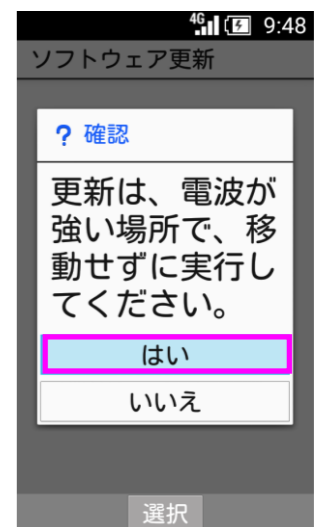 4G 9:48
ソフトウェア更新
? 確認
更新は、電波が
強い場所で、移
動せずに実行し
てください。
はい
いいえ
選択